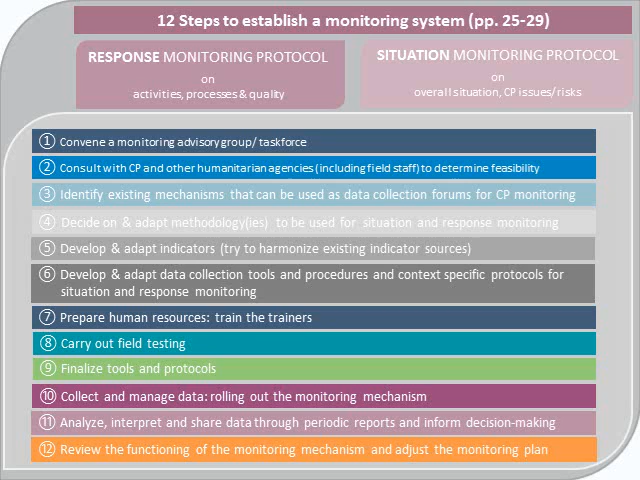 12 Steps to establish a monitoring system (pp. 25-29)
RESPONSE MONITORING PROTOCOL
on
activities, processes & quality
SITUATION MONITORING PROTOCOL
on
overall situation, CP issues/risks
① Convene a monitoring advisory group/ taskforce
② Consult with CP and other humanitarian agencies (including field staff) to determine feasibility
③ Identify existing mechanisms that can be used as data collection forums for CP monitoring
④ Decide on & adapt methodology(ies) to be used for situation and response monitoring
⑤ Develop & adapt indicators (try to harmonize existing indicator sources)
⑥ Develop & adapt data collection tools and procedures and context specific protocols for
situation and response monitoring
⑦ Prepare human resources: train the trainers
⑧ Carry out field testing
⑨ Finalize tools and protocols
⑩ Collect and manage data: rolling out the monitoring mechanism
⑪ Analyze, interpret and share data through periodic reports and inform decision-making
⑫ Review the functioning of the monitoring mechanism and adjust the monitoring plan